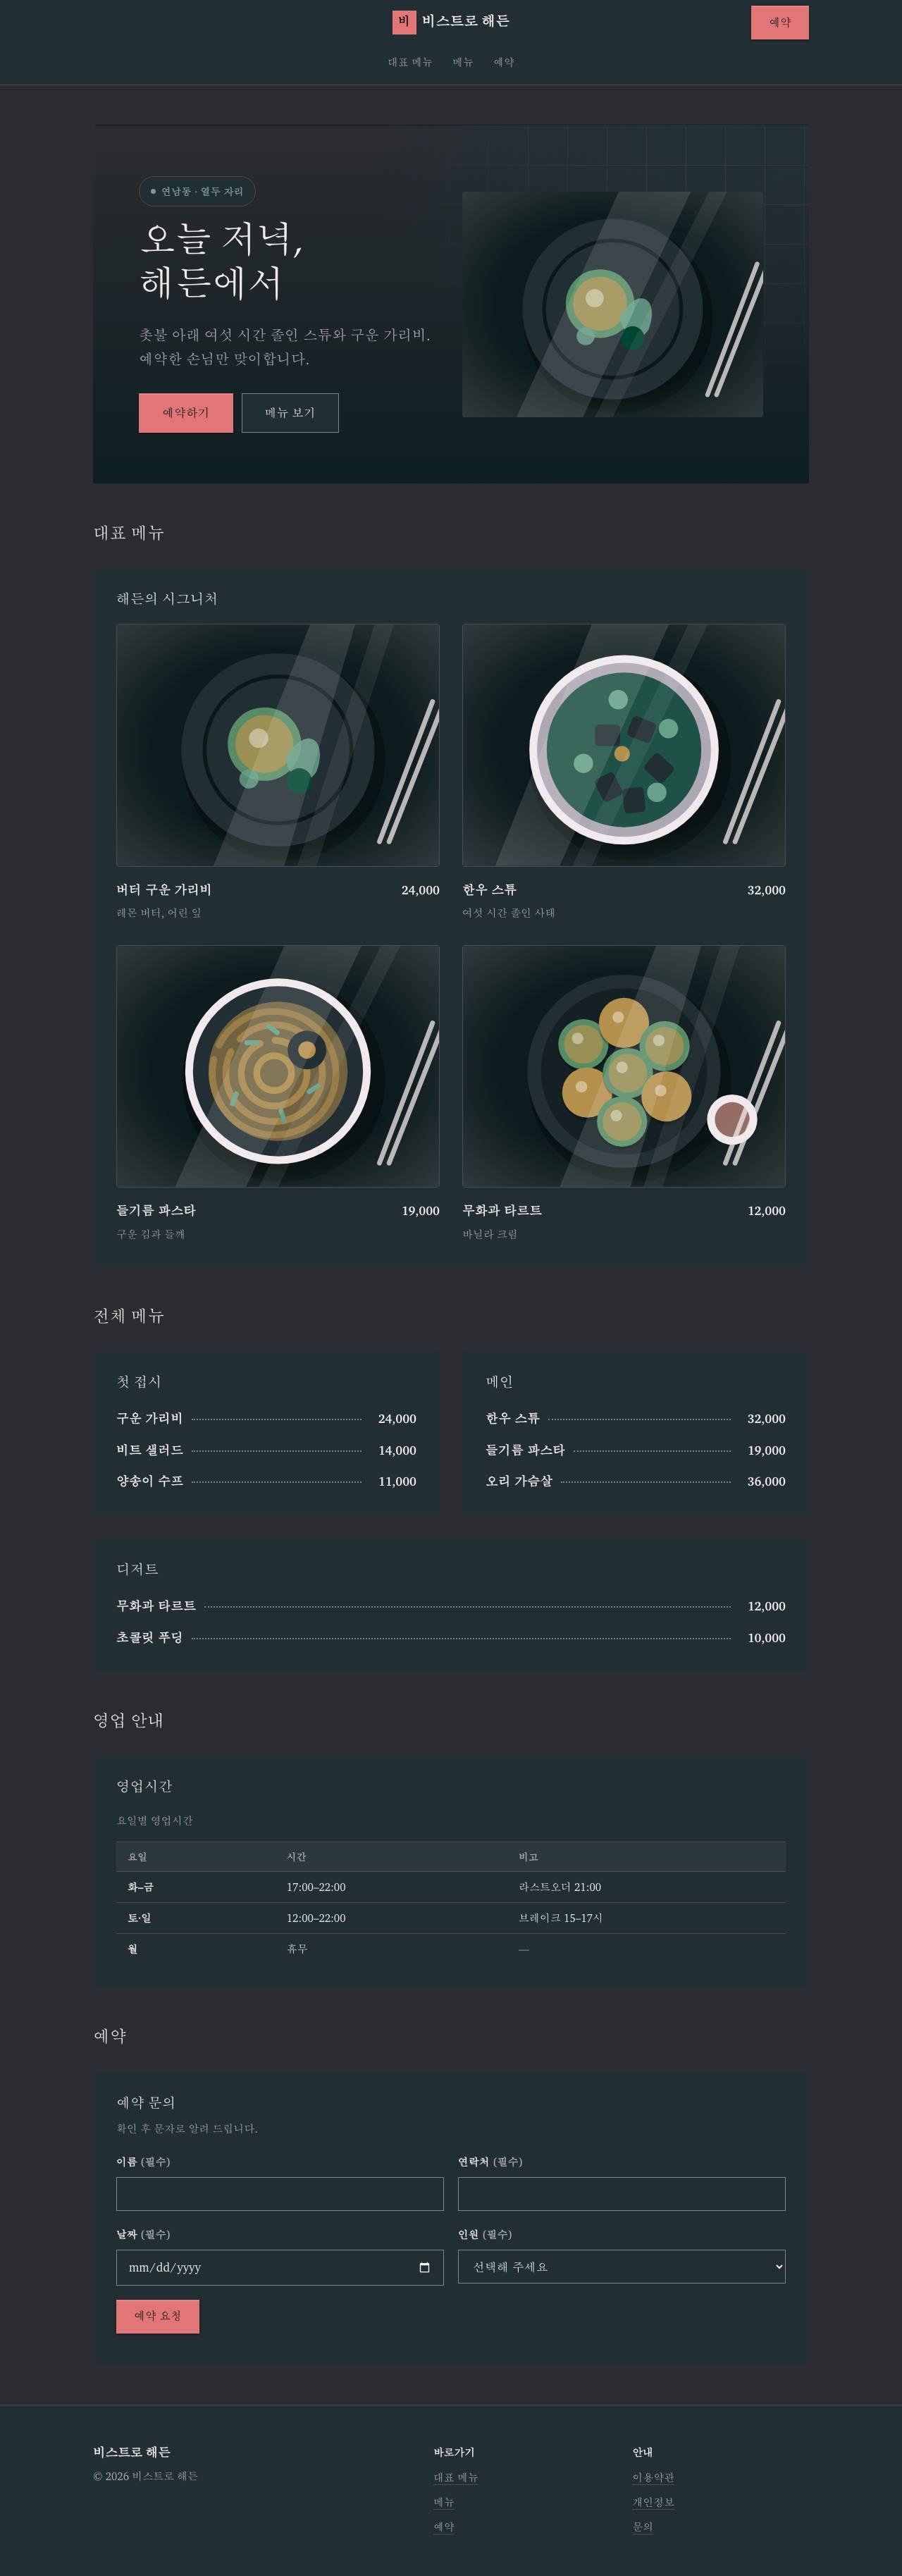 비 비스트로 해든
예약
대표 메뉴 메뉴 예약
연남동 · 열두 자리
오늘 저녁,
해든에서
촛불 아래 여섯 시간 졸인 스튜와 구운 가리비.
예약한 손님만 맞이합니다.
예약하기 메뉴 보기
대표 메뉴
해든의 시그니처
버터 구운 가리비 24,000
레몬 버터, 어린 잎
한우 스튜 32,000
여섯 시간 졸인 사태
들기름 파스타 19,000
구운 김과 들깨
무화과 타르트 12,000
바닐라 크림
전체 메뉴
첫 접시
구운 가리비 24,000
비트 샐러드 14,000
양송이 수프 11,000
메인
한우 스튜 32,000
들기름 파스타 19,000
오리 가슴살 36,000
디저트
무화과 타르트 12,000
초콜릿 푸딩 10,000
영업 안내
영업시간
요일별 영업시간
요일 시간 비고
화–금 17:00–22:00 라스트오더 21:00
토·일 12:00–22:00 브레이크 15–17시
월 휴무 —
예약
예약 문의
확인 후 문자로 알려 드립니다.
이름 (필수)
연락처 (필수)
날짜 (필수)
mm/dd/yyyy
인원 (필수)
선택해 주세요
예약 요청
비스트로 해든
© 2026 비스트로 해든
바로가기
대표 메뉴
메뉴
예약
안내
이용약관
개인정보
문의